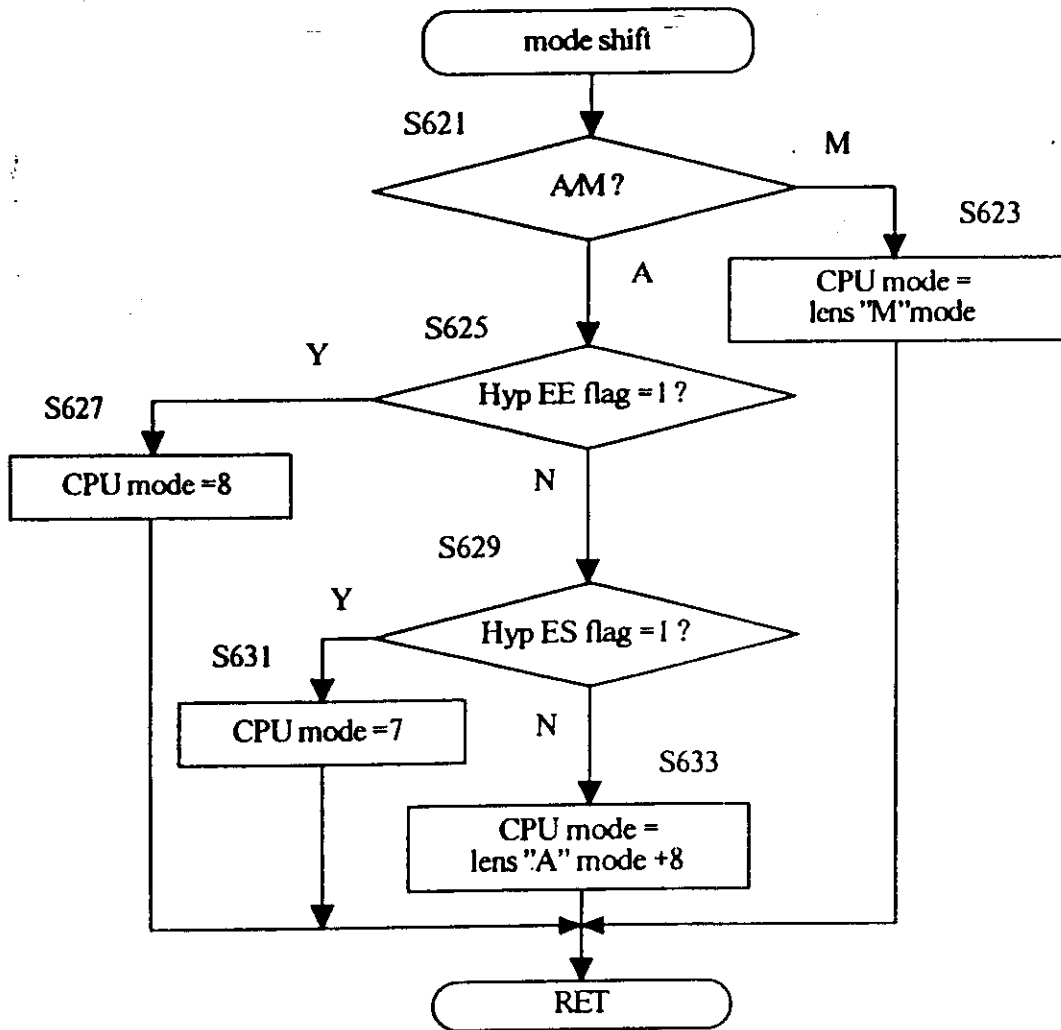 mode shift
S621
M
A/M ?
S623
A
CPU mode =
lens "M" mode
S625
Y
Hyp EE flag =1 ?
S627
CPU mode =8
N
S629
Y
Hyp ES flag =1 ?
S631
CPU mode =7
N
S633
CPU mode =
lens "A" mode +8
RET